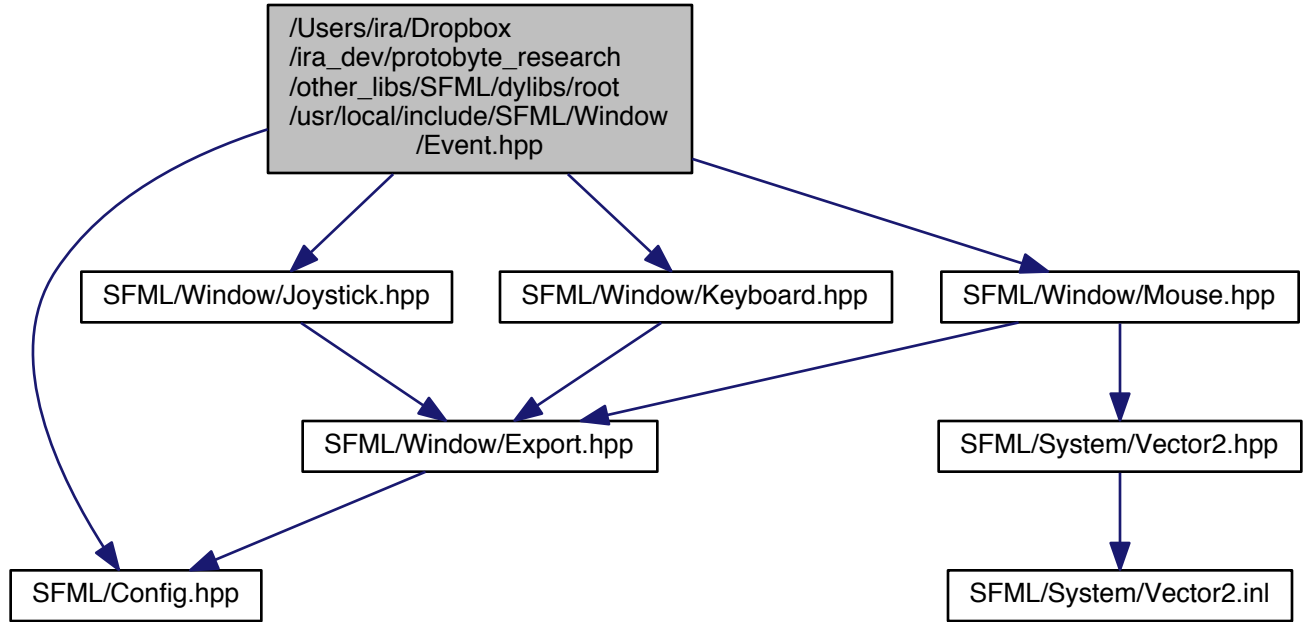 /Users/ira/Dropbox
/ira_dev/protobyte_research
/other_libs/SFML/dylibs/root
/usr/local/include/SFML/Window
/Event.hpp
SFML/Window/Joystick.hpp
SFML/Window/Keyboard.hpp
SFML/Window/Mouse.hpp
SFML/Window/Export.hpp
SFML/System/Vector2.hpp
SFML/Config.hpp
SFML/System/Vector2.inl